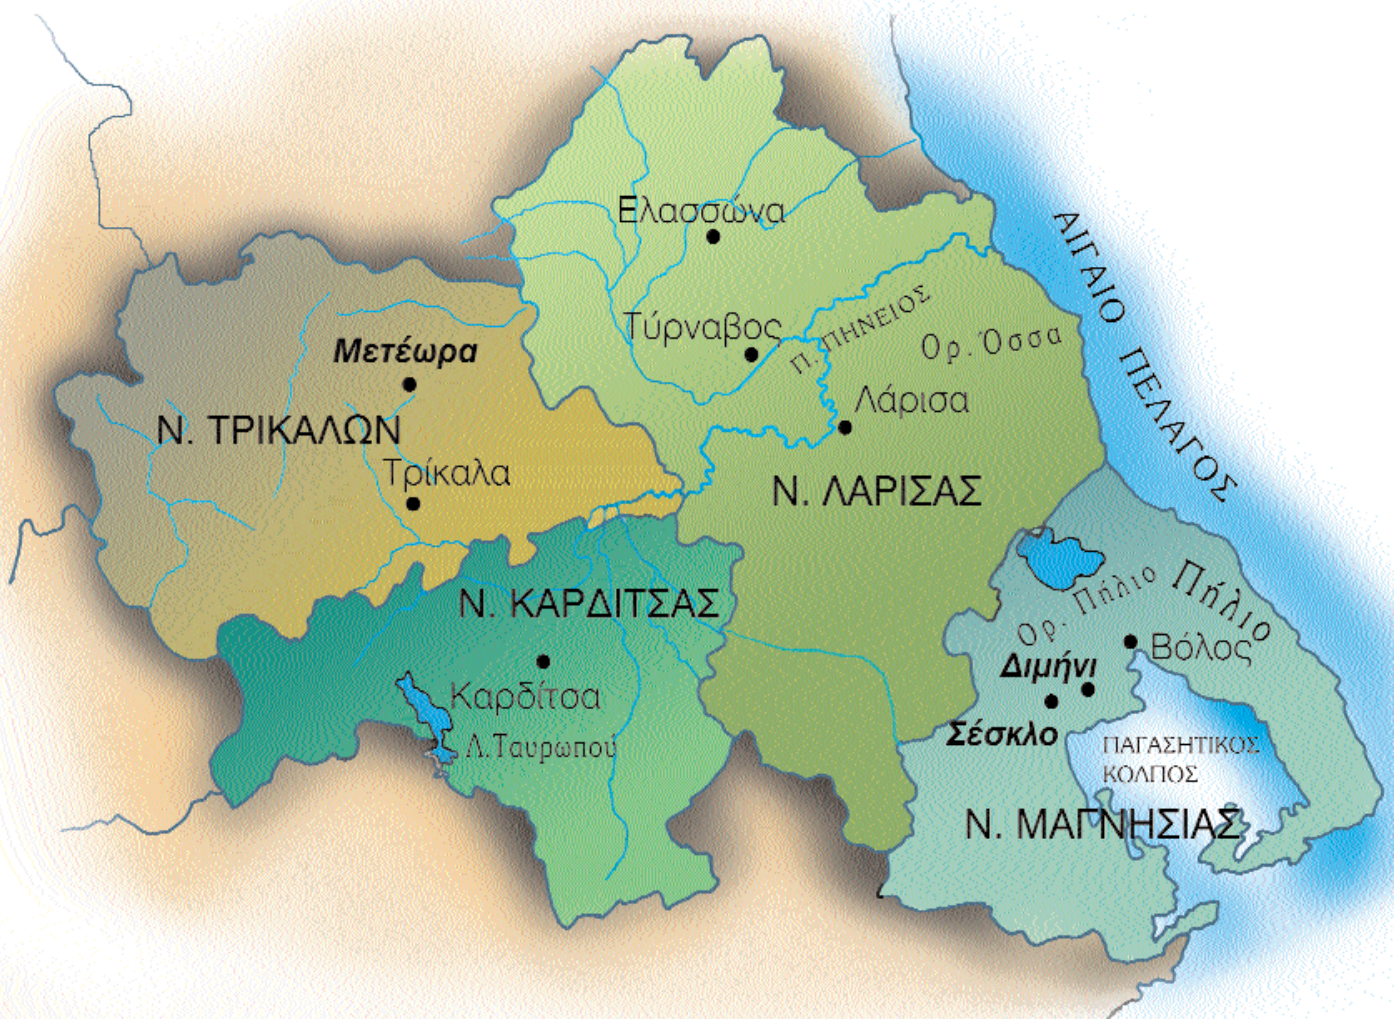 Ελασσώνα
ΑΙΓΑΙΟ ΠΕΛΑΓΟΣ
Τύρναβος
Π. ΠΗΝΕΙΟΣ
Ορ. Όσσα
Μετέωρα
Λάρισα
Ν. ΤΡΙΚΑΛΩΝ
Τρίκαλα
Ν. ΛΑΡΙΣΑΣ
Ν. ΚΑΡΔΙΤΣΑΣ
Ορ. Πήλιο
Πήλιο
Βόλος
Διμήνι
Καρδίτσα
Σέσκλο
Λ.Ταυρωπού
ΠΑΓΑΣΗΤΙΚΟΣ
ΚΟΛΠΟΣ
Ν. ΜΑΓΝΗΣΙΑΣ